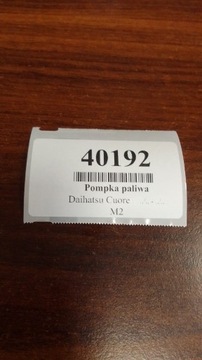 40192
Pompka paliwa
Daihatsu Cuore
M2